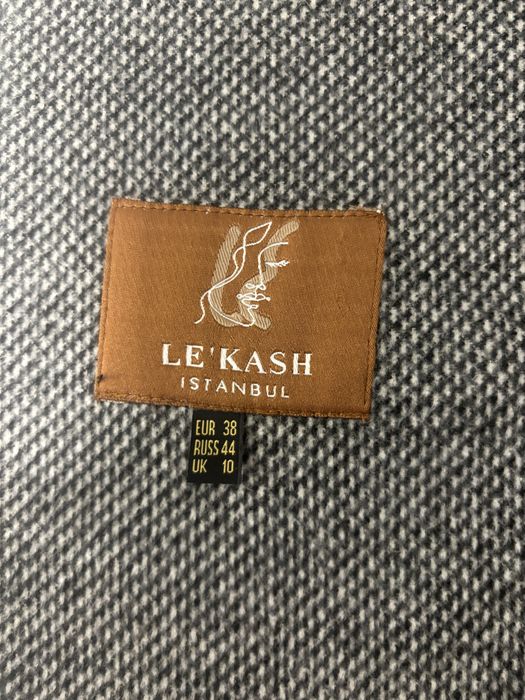 LE'KASH
ISTANBUL
EUR 38
RUSS 44
UK 10